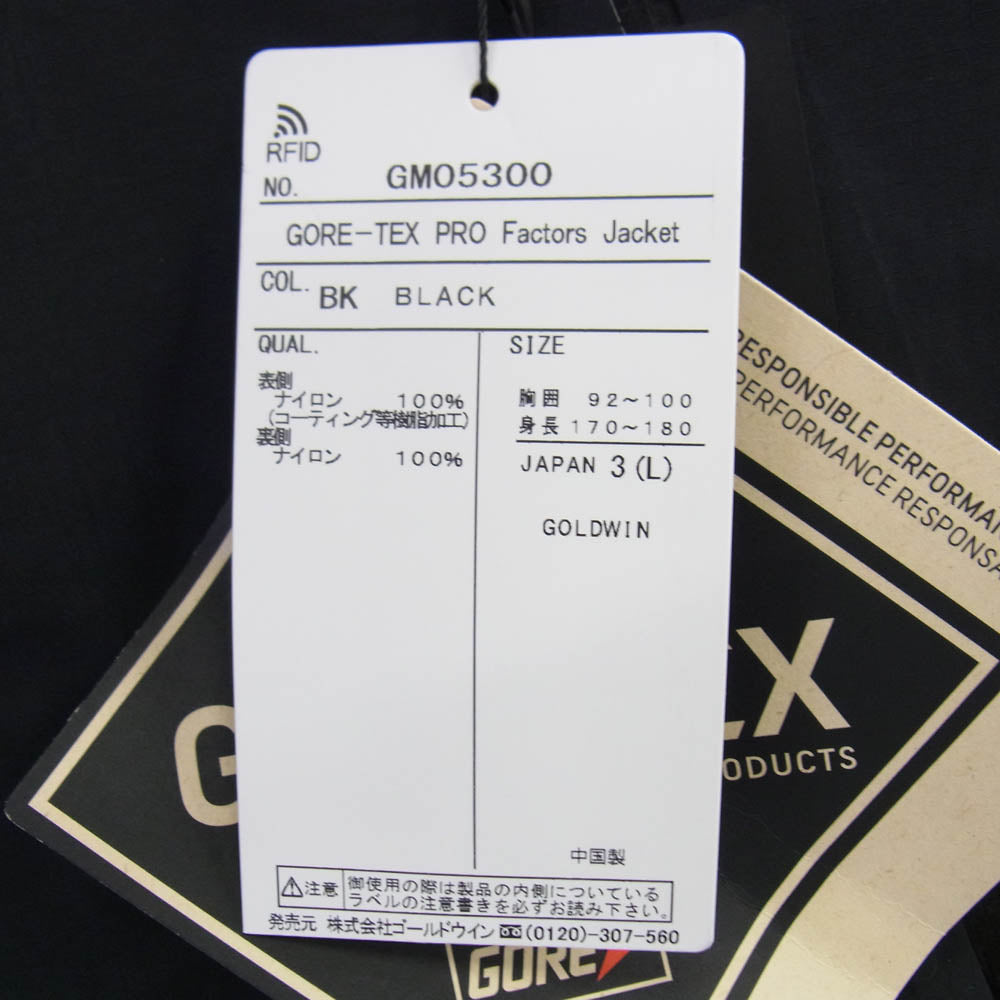 RFID
NO. GM05300
GORE-TEX PRO Factors Jacket
COL. BK BLACK
QUAL.
表側
ナイロン 100%
(コーティング等樹脂加工)
裏側
ナイロン 100%
SIZE
胸囲 92～100
身長 170～180
JAPAN 3(L)
GOLDWIN
中国製
⚠注意 御使用の際は製品の内側についている
ラベルの注意書きを必ずお読み下さい。
発売元 株式会社ゴールドウイン (0120)-307-560
RESPONSIBLE PERFORMAN
PERFORMANCE RESPONSA
G
EX
ODUCTS
GORE